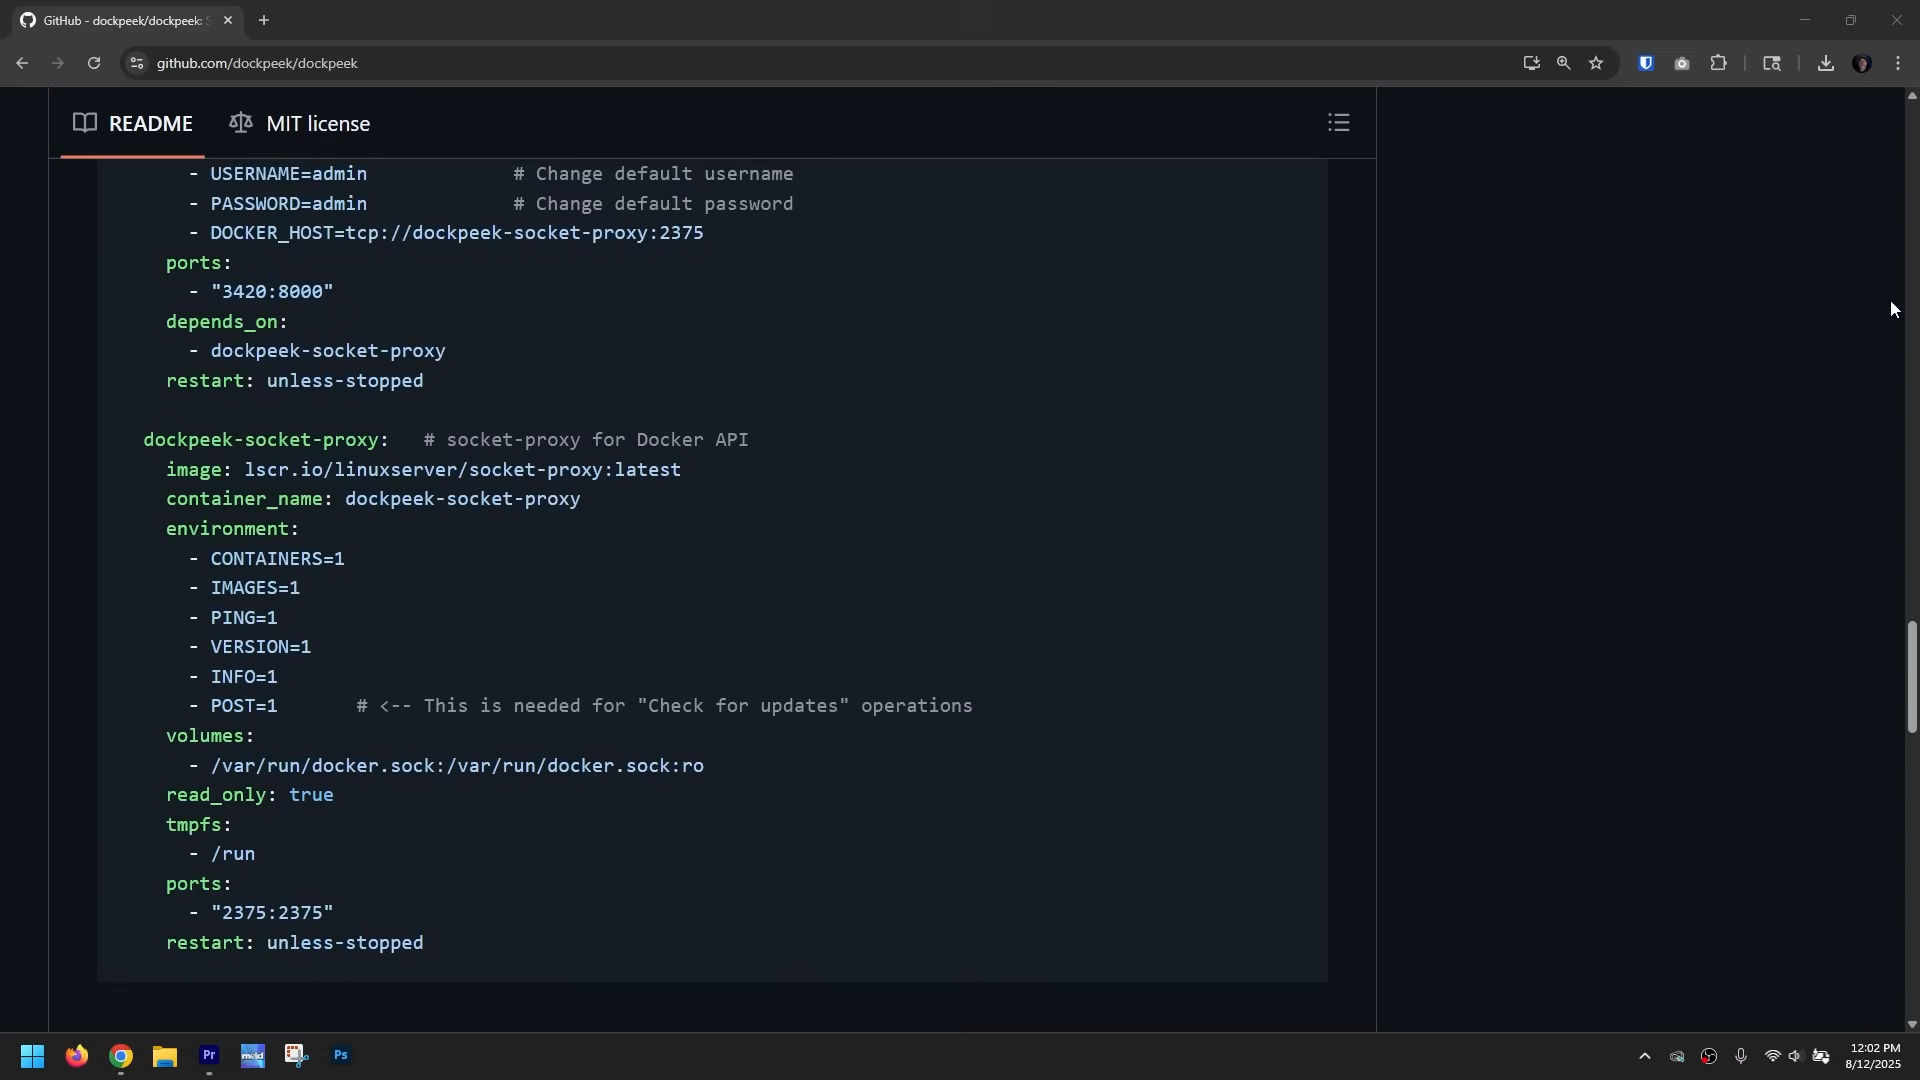 GitHub - dockpeek/dockpeek:
github.com/dockpeek/dockpeek
README
MIT license
- USERNAME=admin # Change default username
- PASSWORD=admin # Change default password
- DOCKER_HOST=tcp://dockpeek-socket-proxy:2375
ports:
- "3420:8000"
depends_on:
- dockpeek-socket-proxy
restart: unless-stopped
dockpeek-socket-proxy: # socket-proxy for Docker API
image: lscr.io/linuxserver/socket-proxy:latest
container_name: dockpeek-socket-proxy
environment:
- CONTAINERS=1
- IMAGES=1
- PING=1
- VERSION=1
- INFO=1
- POST=1 # <-- This is needed for "Check for updates" operations
volumes:
- /var/run/docker.sock:/var/run/docker.sock:ro
read_only: true
tmpfs:
- /run
ports:
- "2375:2375"
restart: unless-stopped
Pr
meld
Ps
12:02 PM
8/12/2025